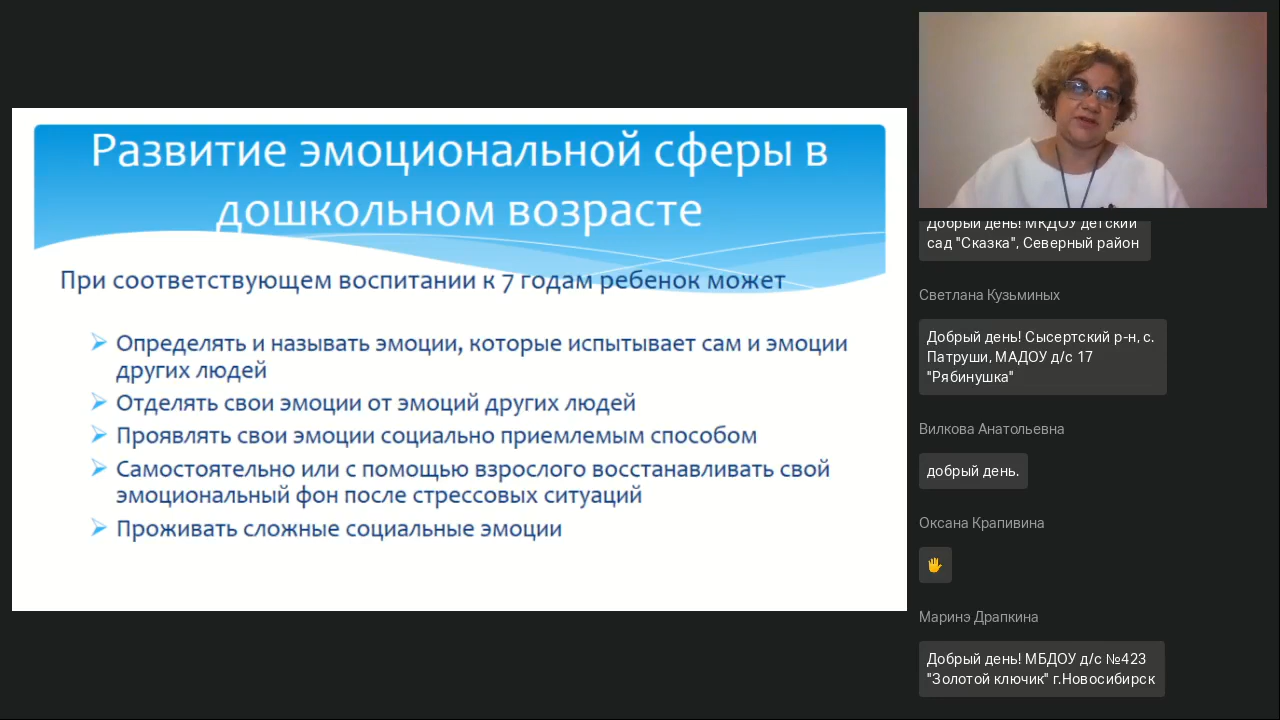 Развитие эмоциональной сферы в
дошкольном возрасте
При соответствующем воспитании к 7 годам ребенок может
Определять и называть эмоции, которые испытывает сам и эмоции
других людей
Отделять свои эмоции от эмоций других людей
Проявлять свои эмоции социально приемлемым способом
Самостоятельно или с помощью взрослого восстанавливать свой
эмоциональный фон после стрессовых ситуаций
Проживать сложные социальные эмоции
Добрый день! МКДОУ детский
сад "Сказка", Северный район
Светлана Кузьминых
Добрый день! Сысертский р-н, с.
Патруши, МАДОУ д/с 17
"Рябинушка"
Вилкова Анатольевна
добрый день.
Оксана Крапивина
🖐
Маринэ Драпкина
Добрый день! МБДОУ д/с №423
"Золотой ключик" г.Новосибирск